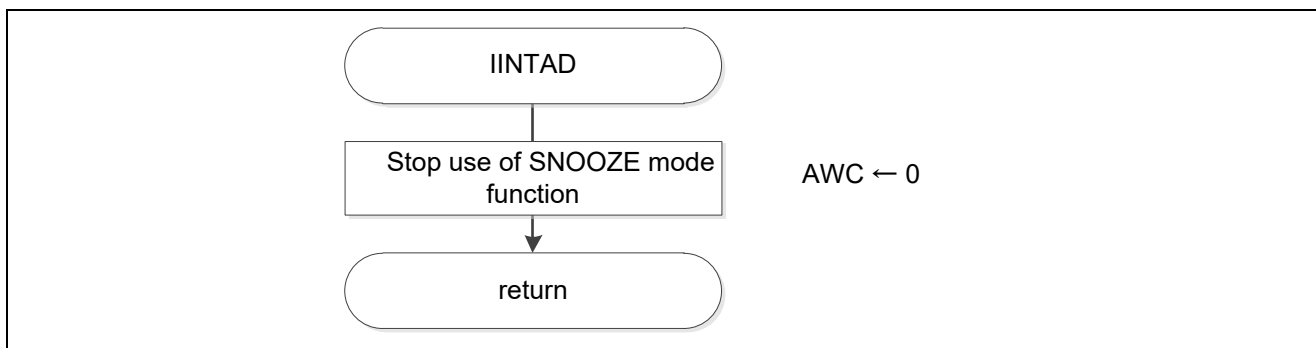 IINTAD
Stop use of SNOOZE mode
function
AWC ← 0
return